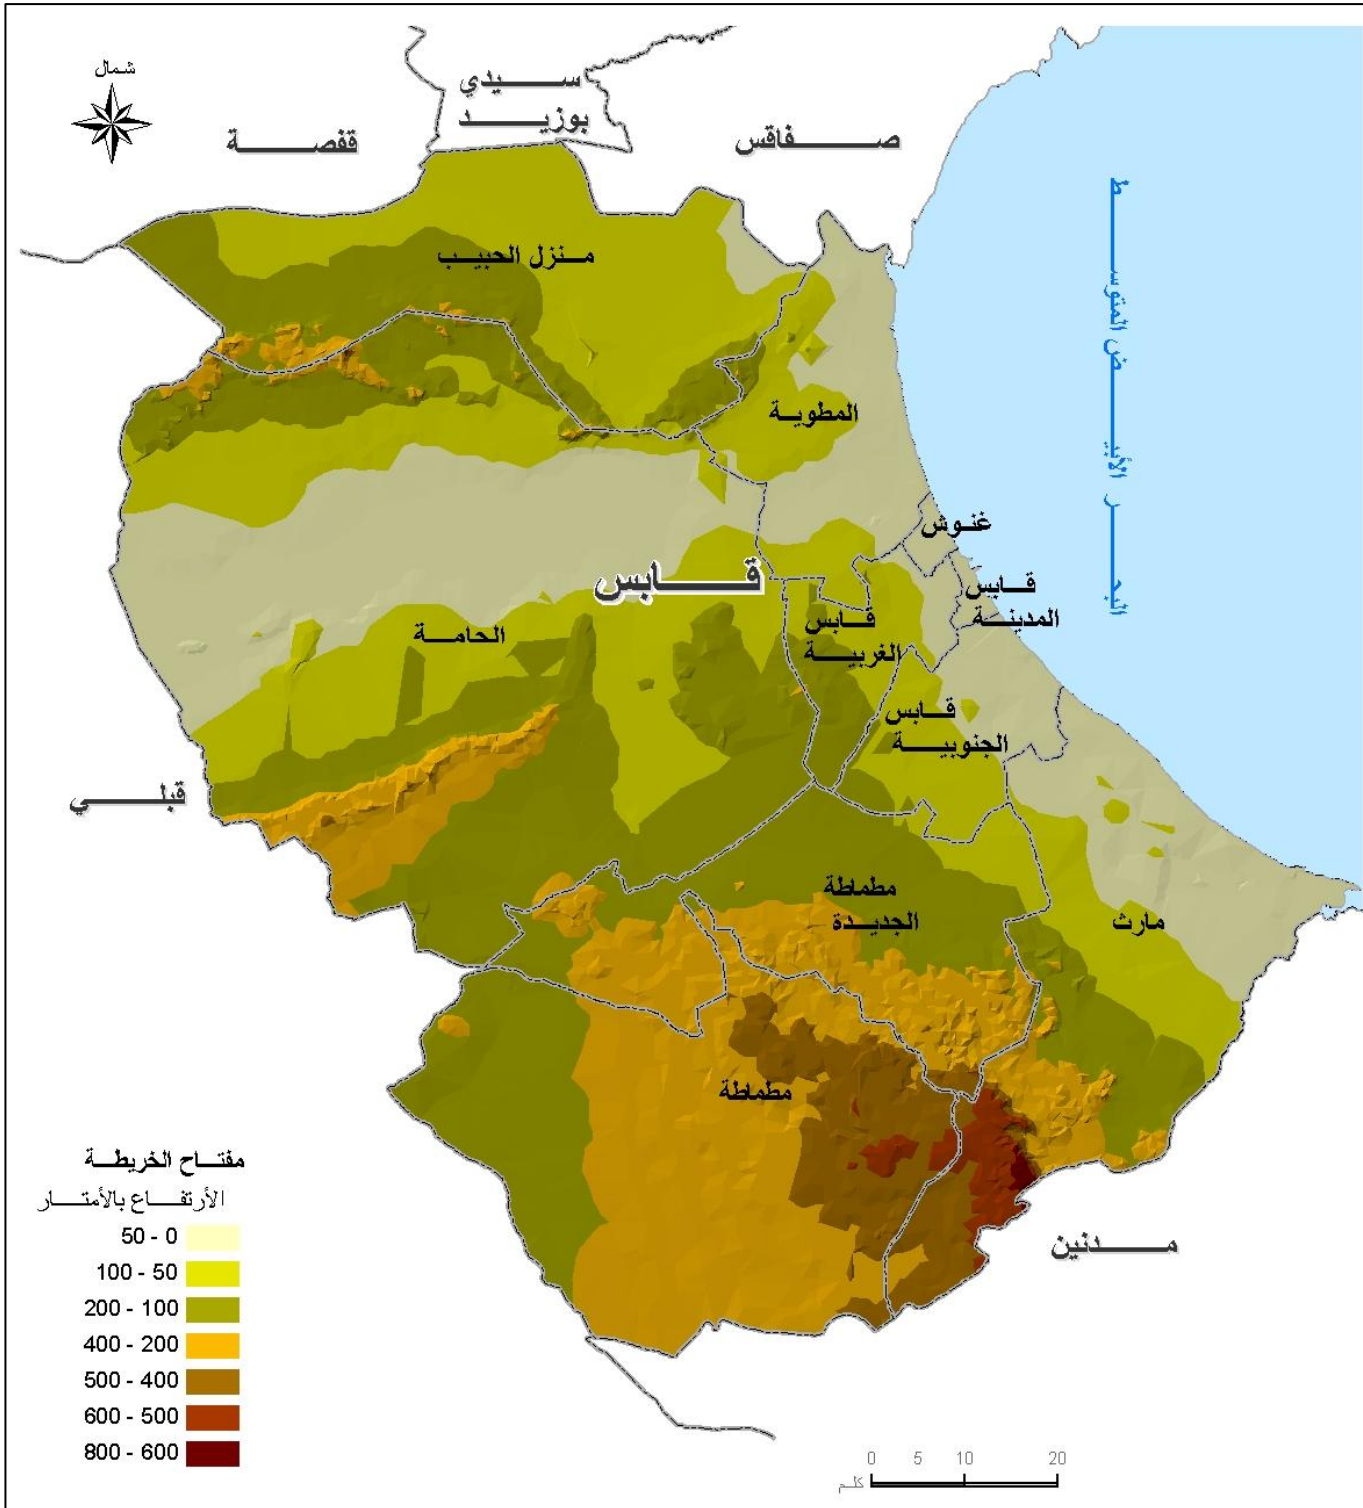 شمال
سيدي
بوزيد
قفصة
صفاقس
البحر الأبيض المتوسط
منزل الحبيب
المطوية
غنوش
قابس
قابس
المدينة
قابس
الغربية
الحامة
قابس
الجنوبية
قبلي
مطماطة
الجديدة
مارث
مطماطة
مدنين
مفتاح الخريطة
الأرتفاع بالأمتار
50 - 0
100 - 50
200 - 100
400 - 200
500 - 400
600 - 500
800 - 600
0 5 10 20
كلم